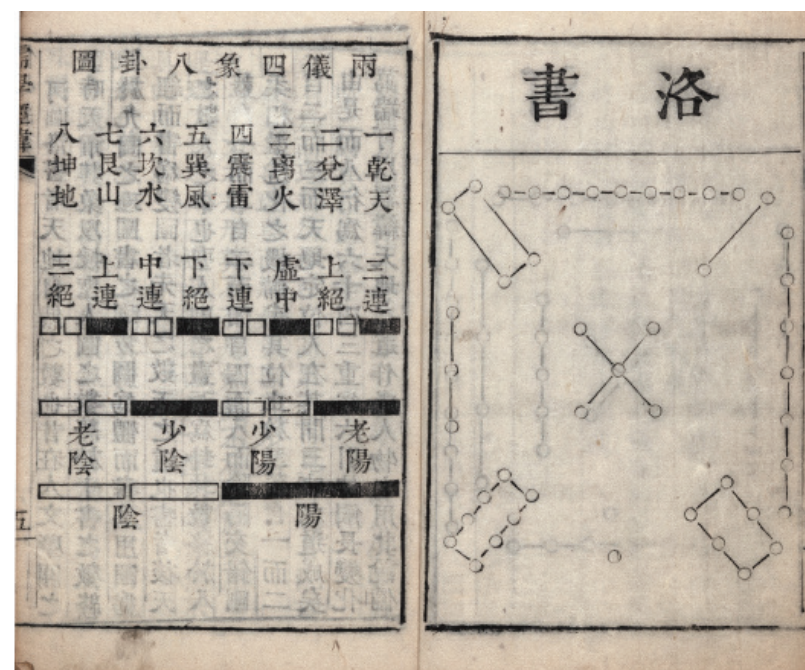 洛書
兩儀四象八卦圖
一乾天 三連
二兌澤 上絕
三離火 虛中
四震雷 下連
五巽風 下絕
六坎水 中連
七艮山 上連
八坤地 三絕
老陽
少陽
少陰
老陰
陽
陰
五